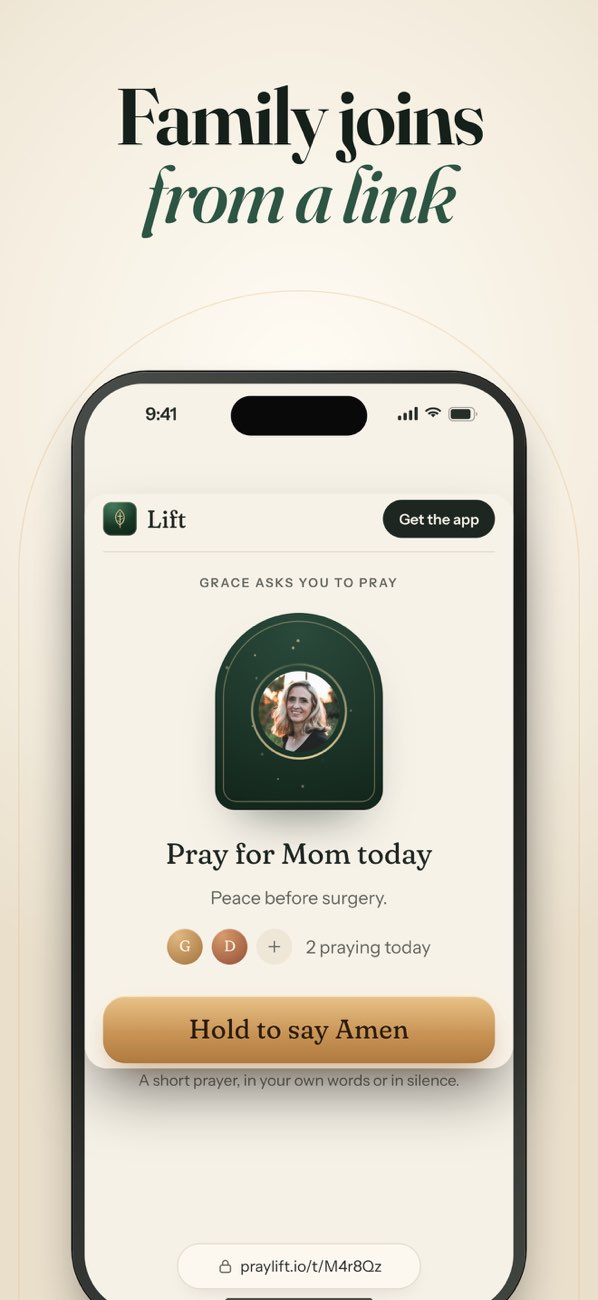 Family joins
from a link
9:41
Lift
Get the app
GRACE ASKS YOU TO PRAY
Pray for Mom today
Peace before surgery.
G D + 2 praying today
Hold to say Amen
A short prayer, in your own words or in silence.
praylift.io/t/M4r8Qz